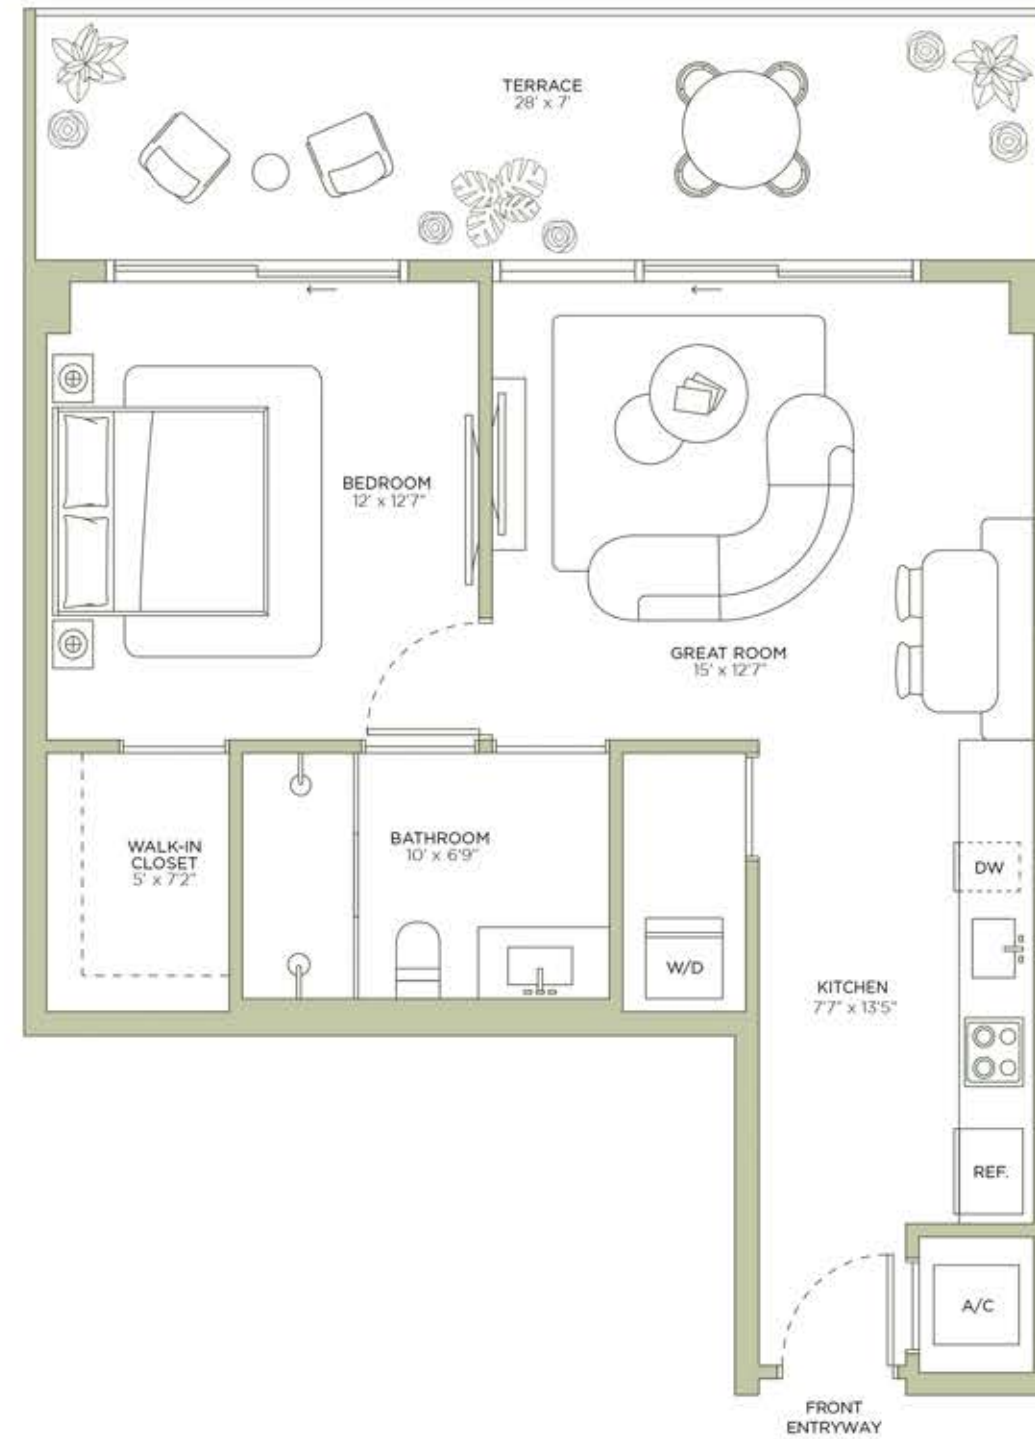 TERRACE
28' x 7'
BEDROOM
12' x 12'7"
GREAT ROOM
15' x 12'7"
WALK-IN
CLOSET
5' x 7'2"
BATHROOM
10' x 6'9"
W/D
DW
KITCHEN
7'7" x 13'5"
REF.
A/C
FRONT
ENTRYWAY